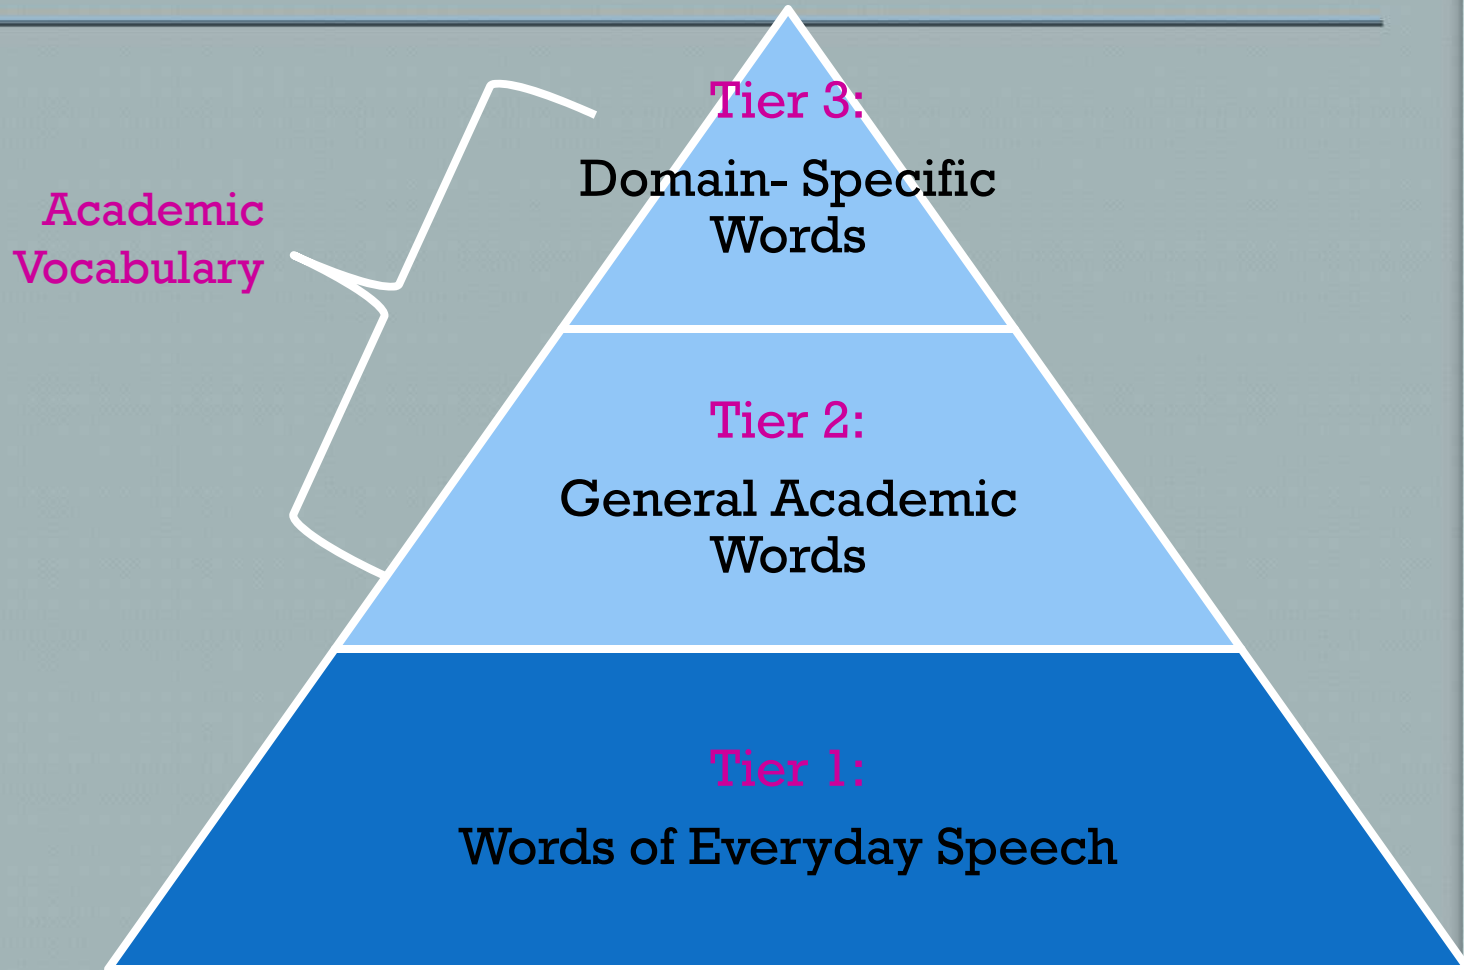 Tier 3:
Domain- Specific
Words
Academic
Vocabulary
Tier 2:
General Academic
Words
Tier 1:
Words of Everyday Speech